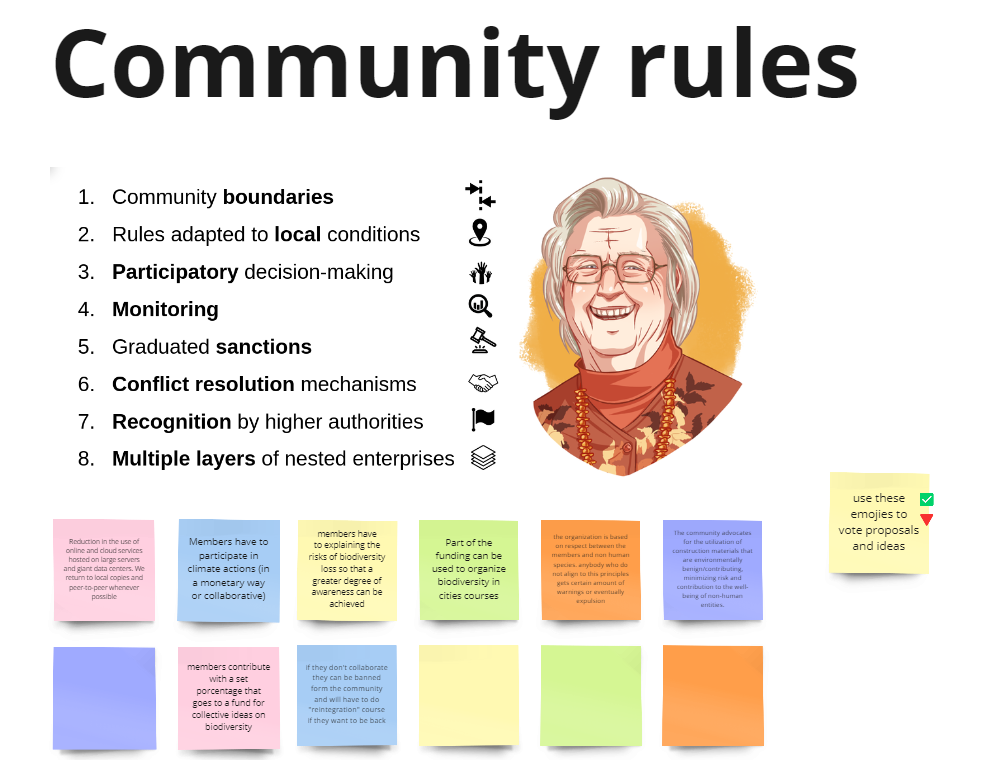 Community rules
1. Community boundaries
2. Rules adapted to local conditions
3. Participatory decision-making
4. Monitoring
5. Graduated sanctions
6. Conflict resolution mechanisms
7. Recognition by higher authorities
8. Multiple layers of nested enterprises
use these
emojies to
vote proposals
and ideas
Reduction in the use of
online and cloud services
hosted on large servers
and giant data centers. We
return to local copies and
peer-to-peer whenever
possible
Members have to
participate in
climate actions (in
a monetary way
or collaborative)
members have
to explaining the
risks of biodiversity
loss so that a
greater degree of
awareness can be
achieved
Part of the
funding can be
used to organize
biodiversity in
cities courses
the organization is based
on respect between the
members and non human
species. anybody who do
not align to this principles
gets certain amount of
warnings or eventually
expulsion
The community advocates
for the utilization of
construction materials that
are environmentally
benign/contributing,
minimizing risk and
contribution to the well-
being of non-human
entities.
members contribute
with a set
porcentage that
goes to a fund for
collective ideas on
biodiversity
if they don't collaborate
they can be banned
form the community
and will have to do
"reintegration" course
if they want to be back